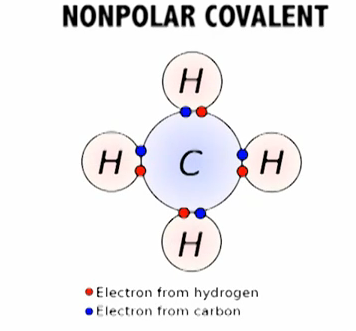 NONPOLAR COVALENT
H
H
C
H
H
Electron from hydrogen
Electron from carbon